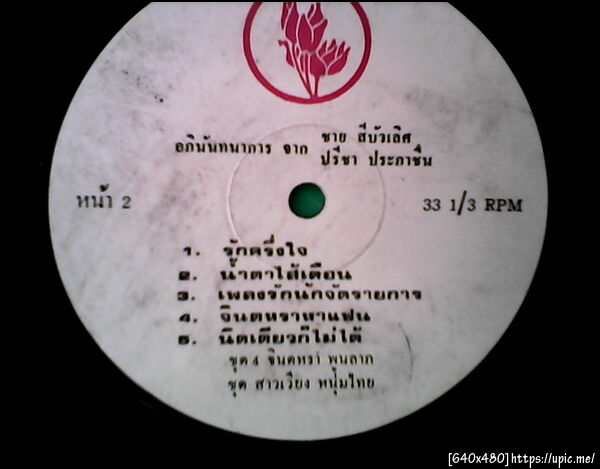 อภินันทนาการ จาก ชาย สีบัวเลิศ
ปรีชา ประภาชื่น
หน้า 2
33 1/3 RPM
1. รักครึ่งใจ
2. น้ำตาไส้เดือน
3. เพลงรักนักจัดรายการ
4. จินตหราหาแฟน
5. นิดเดียวก็ไม่ได้
ชุด 4 จินตหรา พูนลาภ
ชุด สาวเวียง หนุ่มไทย
[640x480]https://upic.me/